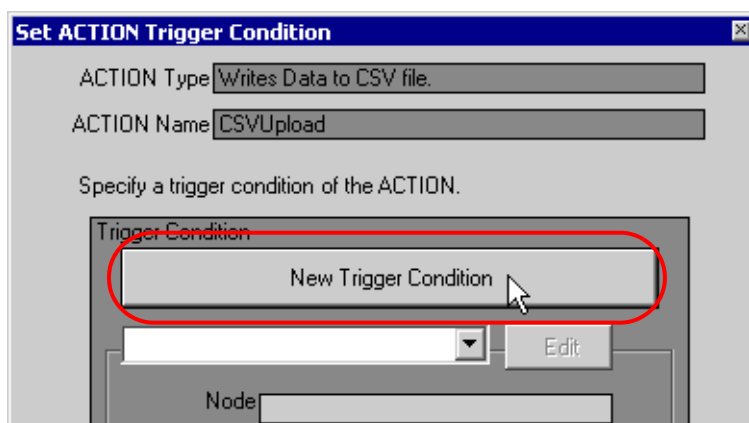 Set ACTION Trigger Condition
ACTION Type Writes Data to CSV file.
ACTION Name CSVUpload
Specify a trigger condition of the ACTION.
Trigger Condition
New Trigger Condition
Edit
Node